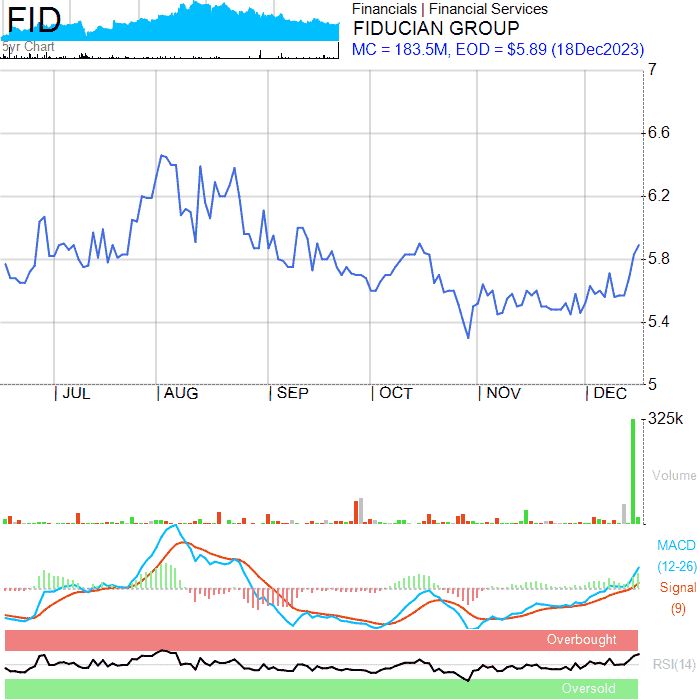 FID
5yr Chart
Financials | Financial Services
FIDUCIAN GROUP
MC = 183.5M, EOD = $5.89 (18Dec2023)
7
6.6
6.2
5.8
5.4
5
JUL AUG SEP OCT NOV DEC
325k
Volume
MACD
(12-26)
Signal
(9)
Overbought
RSI(14)
Oversold